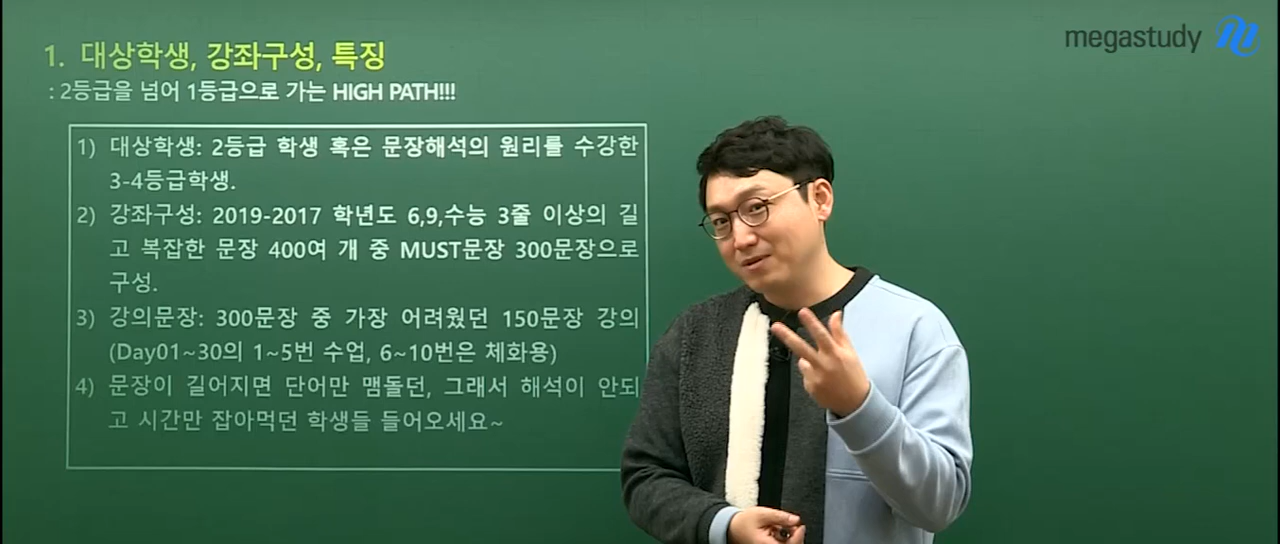 megastudy
1. 대상학생, 강좌구성, 특징
: 2등급을 넘어 1등급으로 가는 HIGH PATH!!!
1) 대상학생: 2등급 학생 혹은 문장해석의 원리를 수강한
3-4등급학생.
2) 강좌구성: 2019-2017 학년도 6,9,수능 3줄 이상의 길
고 복잡한 문장 400여 개 중 MUST문장 300문장으로
구성.
3) 강의문장: 300문장 중 가장 어려웠던 150문장 강의
(Day01~30의 1~5번 수업, 6~10번은 체화용)
4) 문장이 길어지면 단어만 맴돌던, 그래서 해석이 안되
고 시간만 잡아먹던 학생들 들어오세요~